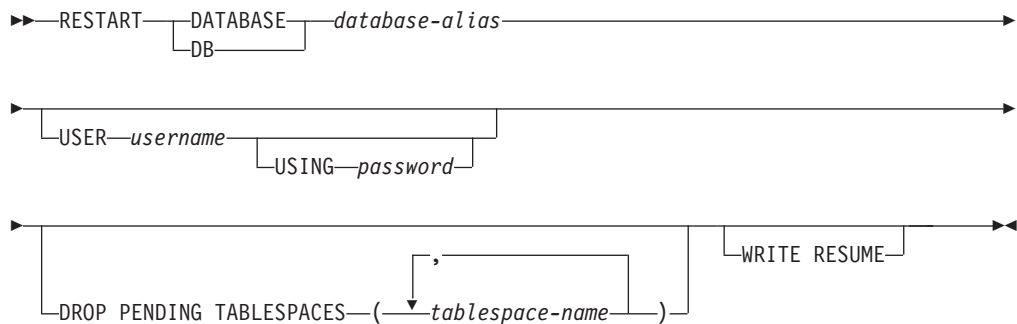 RESTART DATABASE database-alias
DB
USER username
USING password
WRITE RESUME
,
DROP PENDING TABLESPACES ( tablespace-name )